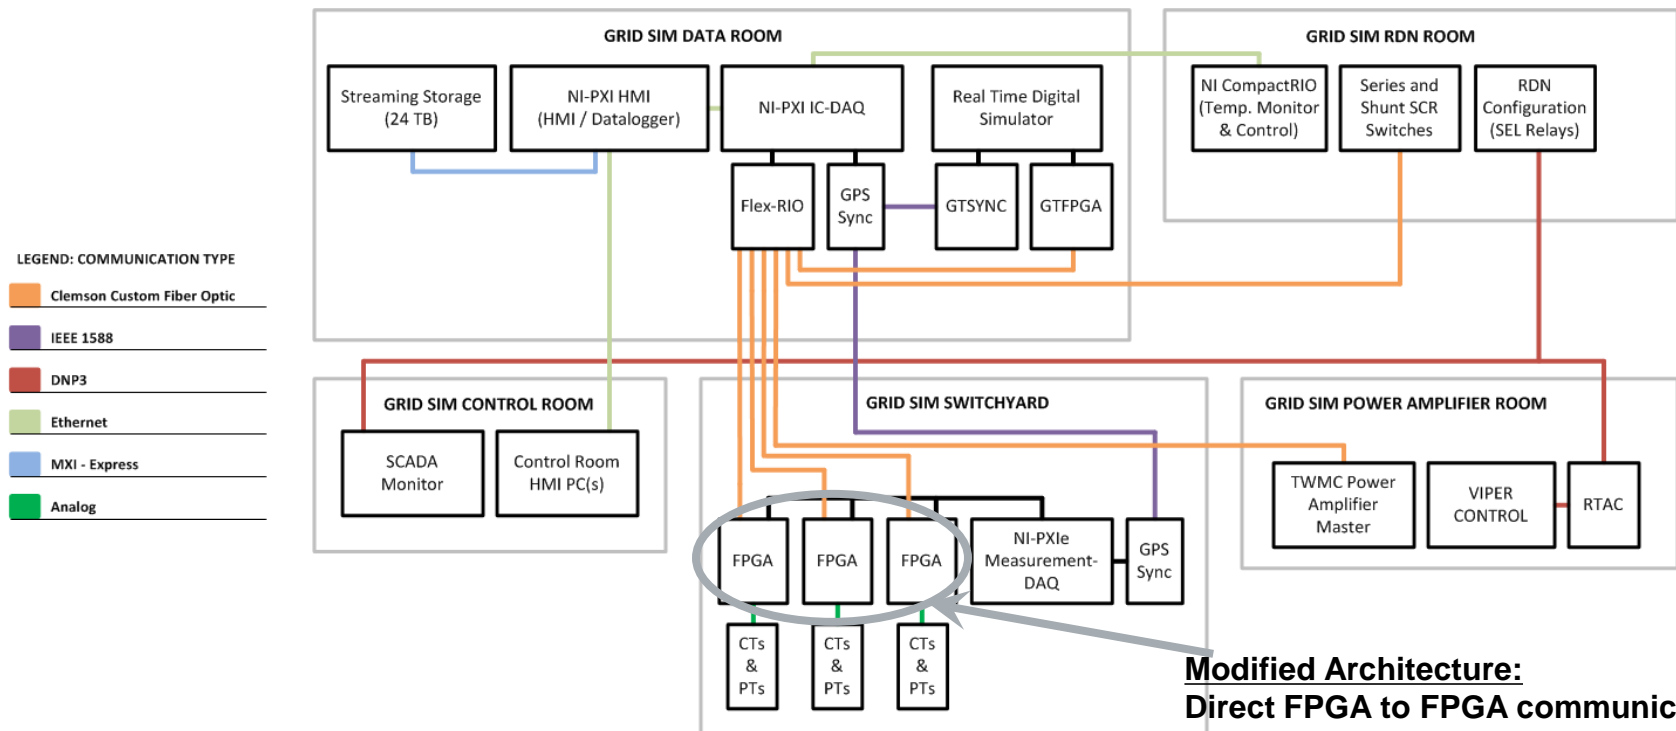 GRID SIM DATA ROOM
Streaming Storage
(24 TB)
NI-PXI HMI
(HMI / Datalogger)
NI-PXI IC-DAQ
Real Time Digital
Simulator
Flex-RIO
GPS
Sync
GTSYNC
GTFPGA
GRID SIM RDN ROOM
NI CompactRIO
(Temp. Monitor
& Control)
Series and
Shunt SCR
Switches
RDN
Configuration
(SEL Relays)
LEGEND: COMMUNICATION TYPE
Clemson Custom Fiber Optic
IEEE 1588
DNP3
Ethernet
MXI - Express
Analog
GRID SIM CONTROL ROOM
SCADA
Monitor
Control Room
HMI PC(s)
GRID SIM SWITCHYARD
FPGA
FPGA
FPGA
NI-PXIe
Measurement-
DAQ
GPS
Sync
CTs
&
PTs
CTs
&
PTs
CTs
&
PTs
GRID SIM POWER AMPLIFIER ROOM
TWMC Power
Amplifier
Master
VIPER
CONTROL
RTAC
Modified Architecture:
Direct FPGA to FPGA communic